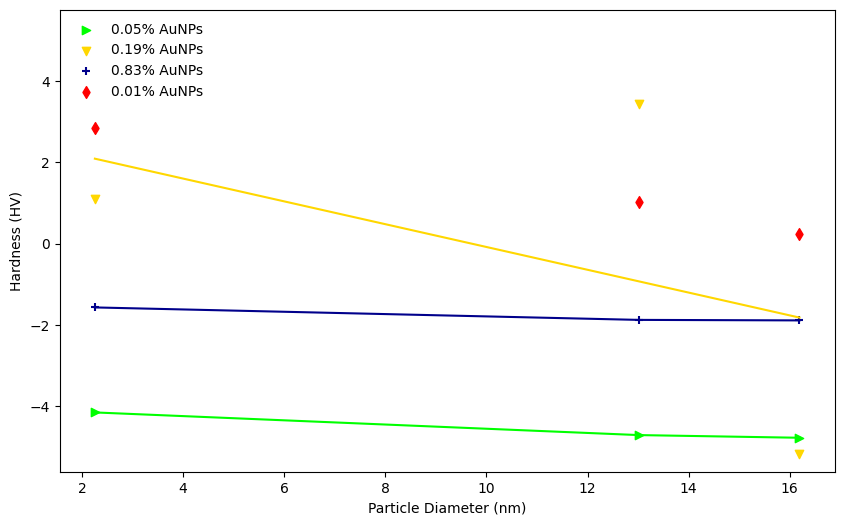 0.05% AuNPs
0.19% AuNPs
0.83% AuNPs
0.01% AuNPs
Hardness (HV)
4
2
0
−2
−4
2 4 6 8 10 12 14 16
Particle Diameter (nm)